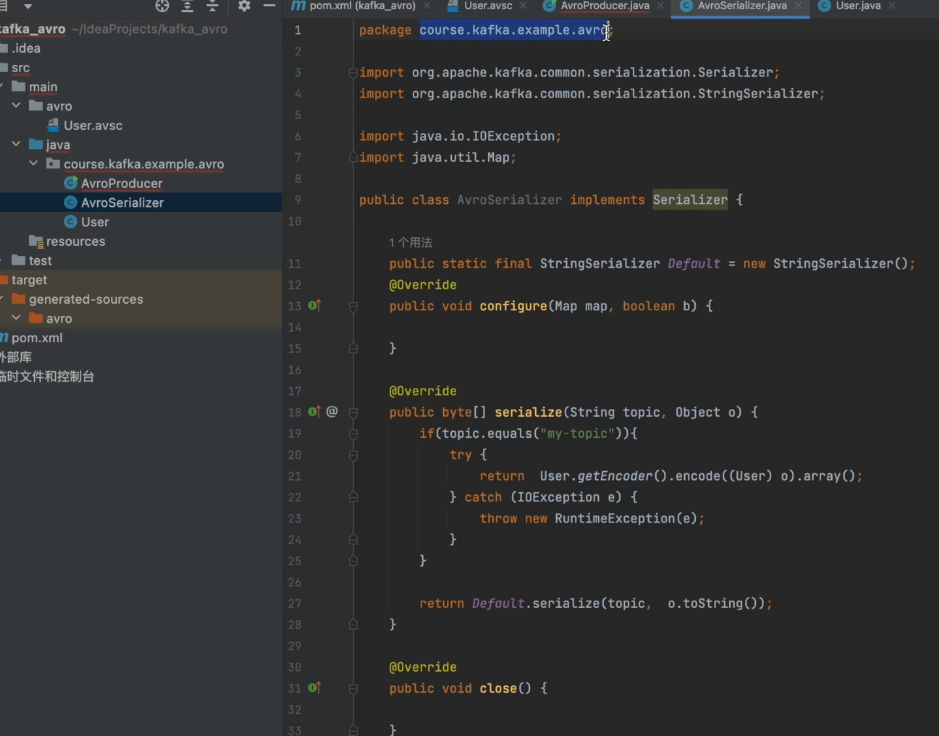 pom.xml (kafka_avro)
User.avsc
AvroProducer.java
AvroSerializer.java
User.java
kafka_avro ~/IdeaProjects/kafka_avro
.idea
src
main
avro
User.avsc
java
course.kafka.example.avro
AvroProducer
AvroSerializer
User
resources
test
target
generated-sources
avro
pom.xml
外部库
临时文件和控制台
1 package course.kafka.example.avro;
2
3 import org.apache.kafka.common.serialization.Serializer;
4 import org.apache.kafka.common.serialization.StringSerializer;
5
6 import java.io.IOException;
7 import java.util.Map;
8
9 public class AvroSerializer implements Serializer {
10
1 个用法
11 public static final StringSerializer Default = new StringSerializer();
12 @Override
13 public void configure(Map map, boolean b) {
14
15 }
16
17 @Override
18 @ public byte[] serialize(String topic, Object o) {
19 if(topic.equals("my-topic")){
20 try {
21 return User.getEncoder().encode((User) o).array();
22 } catch (IOException e) {
23 throw new RuntimeException(e);
24 }
25 }
26
27 return Default.serialize(topic, o.toString());
28 }
29
30 @Override
31 public void close() {
32
33 }